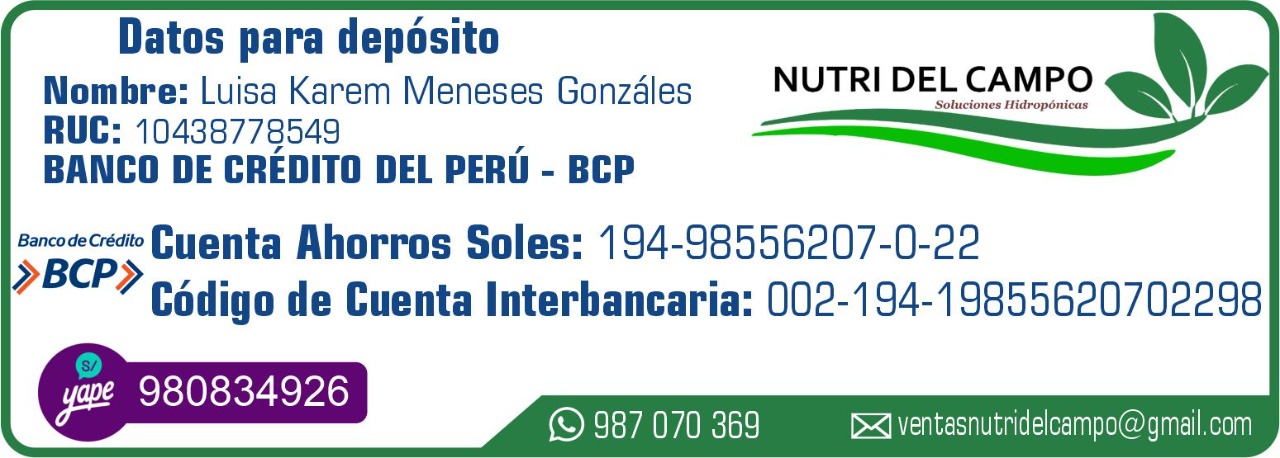 Datos para depósito
Nombre: Luisa Karem Meneses Gonzáles
RUC: 10438778549
BANCO DE CRÉDITO DEL PERÚ - BCP
NUTRI DEL CAMPO
Soluciones Hidropónicas
Banco de Crédito
BCP
Cuenta Ahorros Soles: 194-98556207-0-22
Código de Cuenta Interbancaria: 002-194-19855620702298
S/
yape
980834926
987 070 369
ventasnutridelcampo@gmail.com